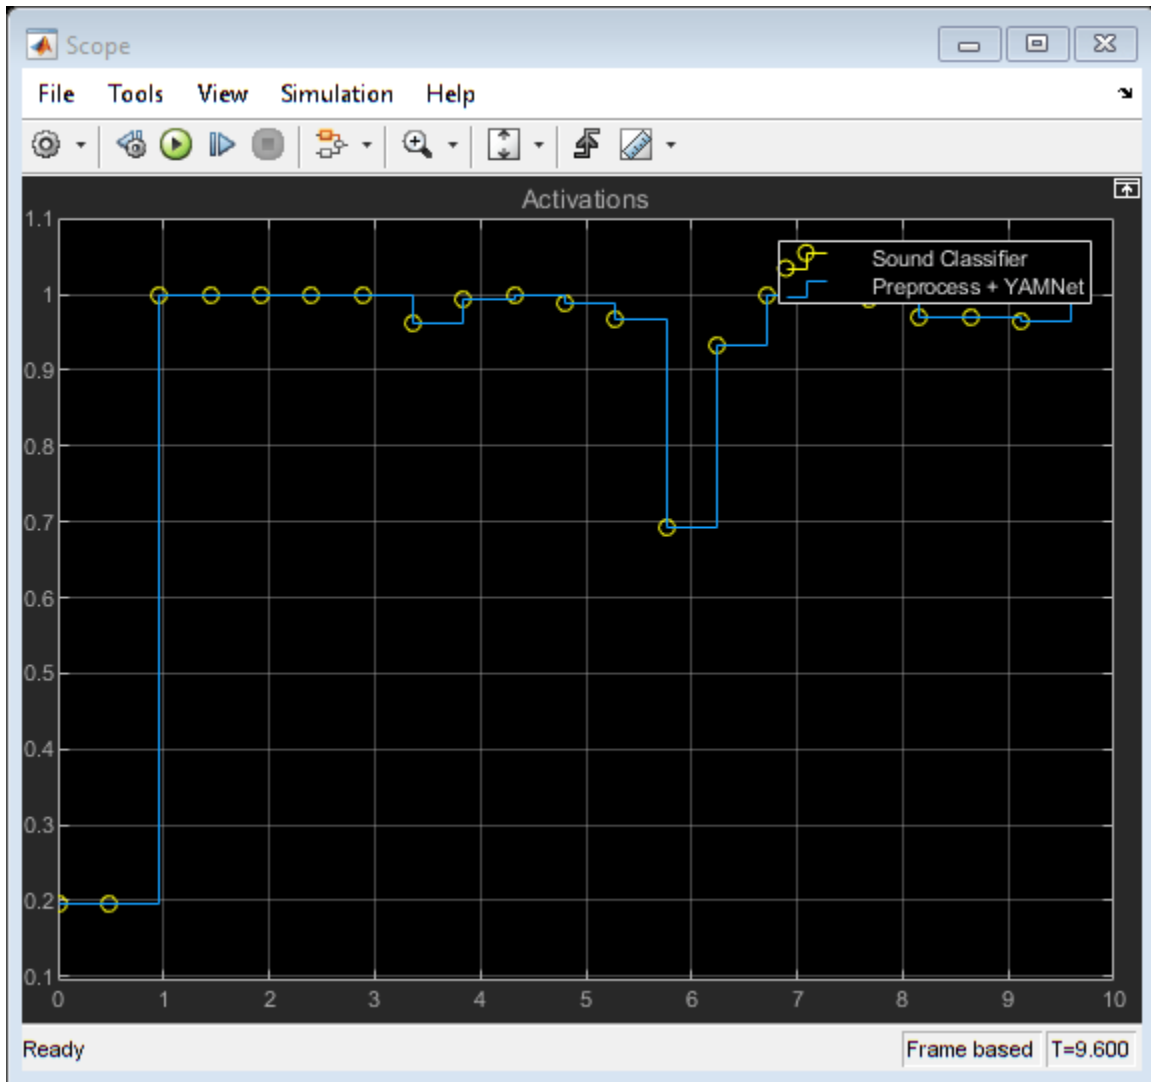 Scope
File Tools View Simulation Help
Activations
1.1
1
0.9
0.8
0.7
0.6
0.5
0.4
0.3
0.2
0.1
Sound Classifier
Preprocess + YAMNet
0 1 2 3 4 5 6 7 8 9 10
Ready Frame based T=9.600